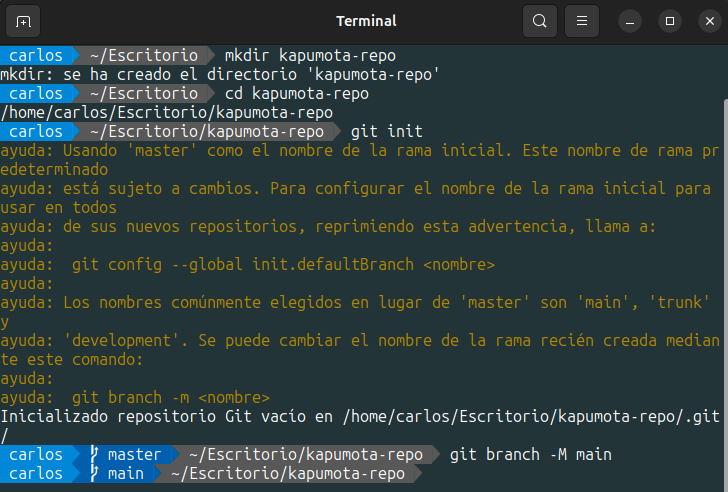 Terminal
carlos ~/Escritorio mkdir kapumota-repo
mkdir: se ha creado el directorio 'kapumota-repo'
carlos ~/Escritorio cd kapumota-repo
/home/carlos/Escritorio/kapumota-repo
carlos ~/Escritorio/kapumota-repo git init
ayuda: Usando 'master' como el nombre de la rama inicial. Este nombre de rama pr
edeterminado
ayuda: está sujeto a cambios. Para configurar el nombre de la rama inicial para
usar en todos
ayuda: de sus nuevos repositorios, reprimiendo esta advertencia, llama a:
ayuda:
ayuda:  git config --global init.defaultBranch <nombre>
ayuda:
ayuda: Los nombres comúnmente elegidos en lugar de 'master' son 'main', 'trunk'
y
ayuda: 'development'. Se puede cambiar el nombre de la rama recién creada median
te este comando:
ayuda:
ayuda:  git branch -m <nombre>
Inicializado repositorio Git vacío en /home/carlos/Escritorio/kapumota-repo/.git
/
carlos master ~/Escritorio/kapumota-repo git branch -M main
carlos main ~/Escritorio/kapumota-repo